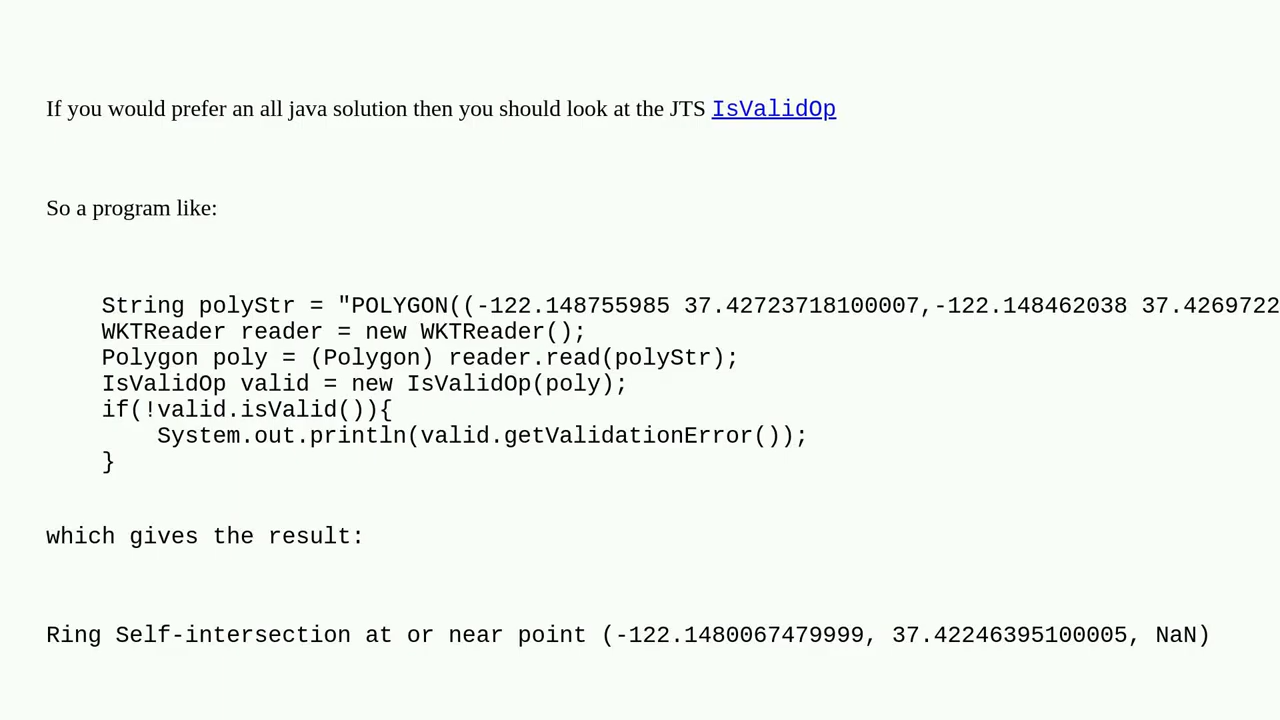 If you would prefer an all java solution then you should look at the JTS IsValidOp
So a program like:
String polyStr = "POLYGON((-122.148755985 37.42723718100007,-122.148462038 37.4269722
WKTReader reader = new WKTReader();
Polygon poly = (Polygon) reader.read(polyStr);
IsValidOp valid = new IsValidOp(poly);
if(!valid.isValid()){
    System.out.println(valid.getValidationError());
}
which gives the result:
Ring Self-intersection at or near point (-122.1480067479999, 37.42246395100005, NaN)